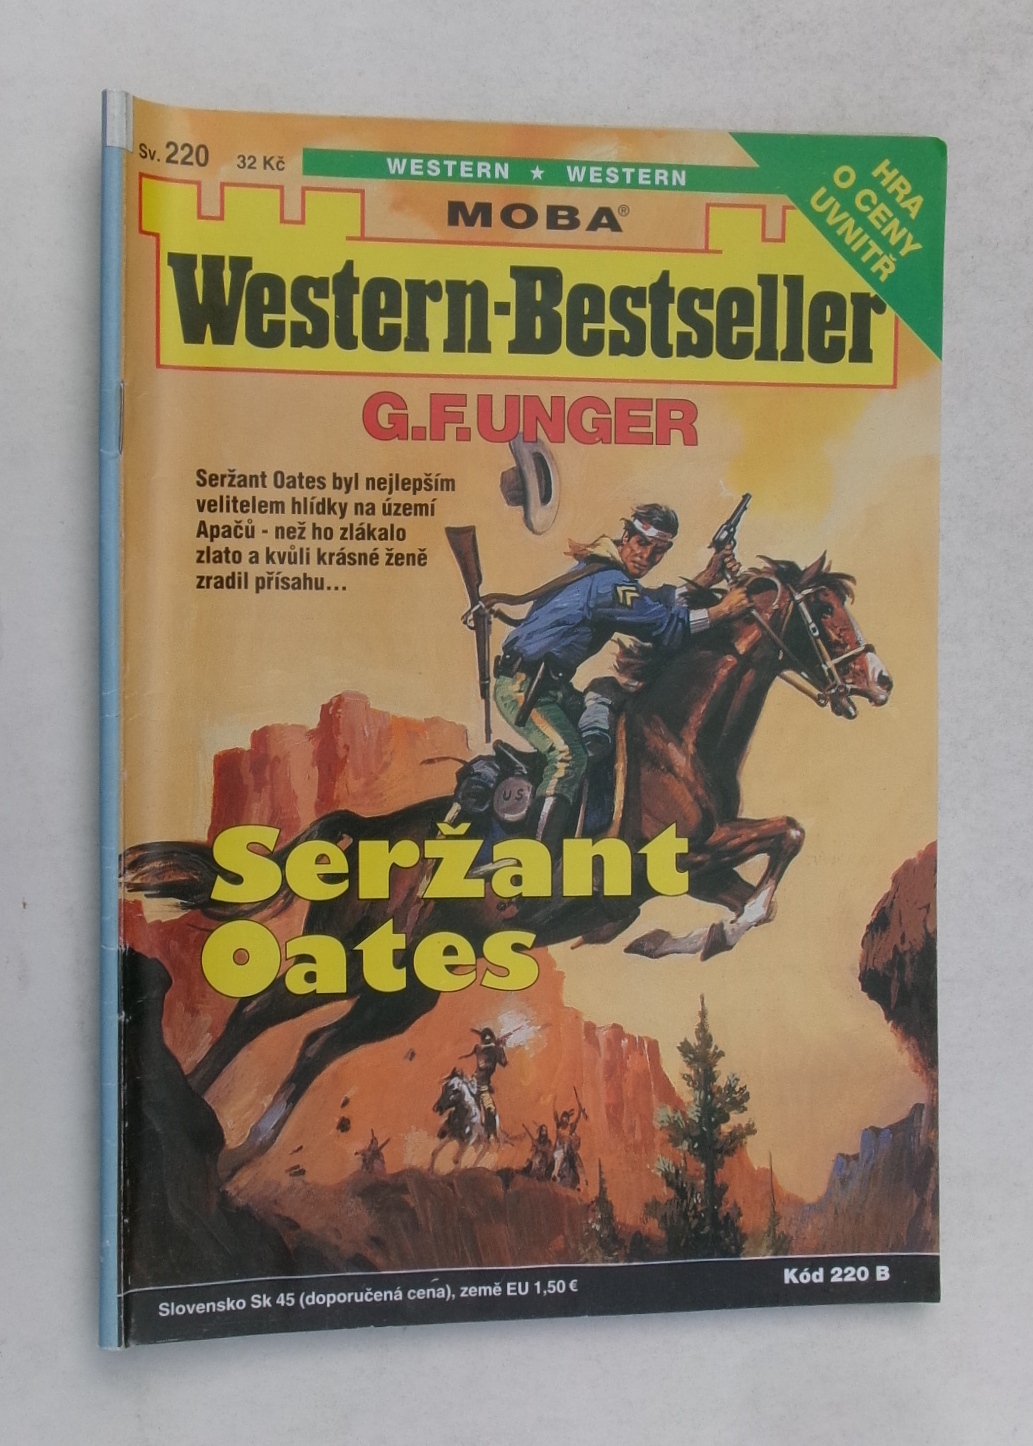 Sv. 220 32 Kč
WESTERN ★ WESTERN
HRA
O CENY
UVNITŘ
MOBA®
Western-Bestseller
G.F.UNGER
Seržant Oates byl nejlepším
velitelem hlídky na území
Apačů - než ho zlákalo
zlato a kvůli krásné ženě
zradil přísahu...
US
Seržant
Oates
Kód 220 B
Slovensko Sk 45 (doporučená cena), země EU 1,50 €